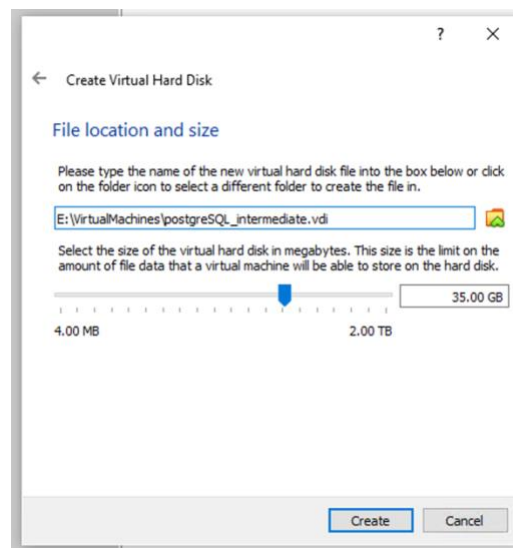 ?
Create Virtual Hard Disk
File location and size
Please type the name of the new virtual hard disk file into the box below or click
on the folder icon to select a different folder to create the file in.
E:\VirtualMachines\postgreSQL_intermediate.vdi
Select the size of the virtual hard disk in megabytes. This size is the limit on the
amount of file data that a virtual machine will be able to store on the hard disk.
35.00 GB
4.00 MB 2.00 TB
Create Cancel